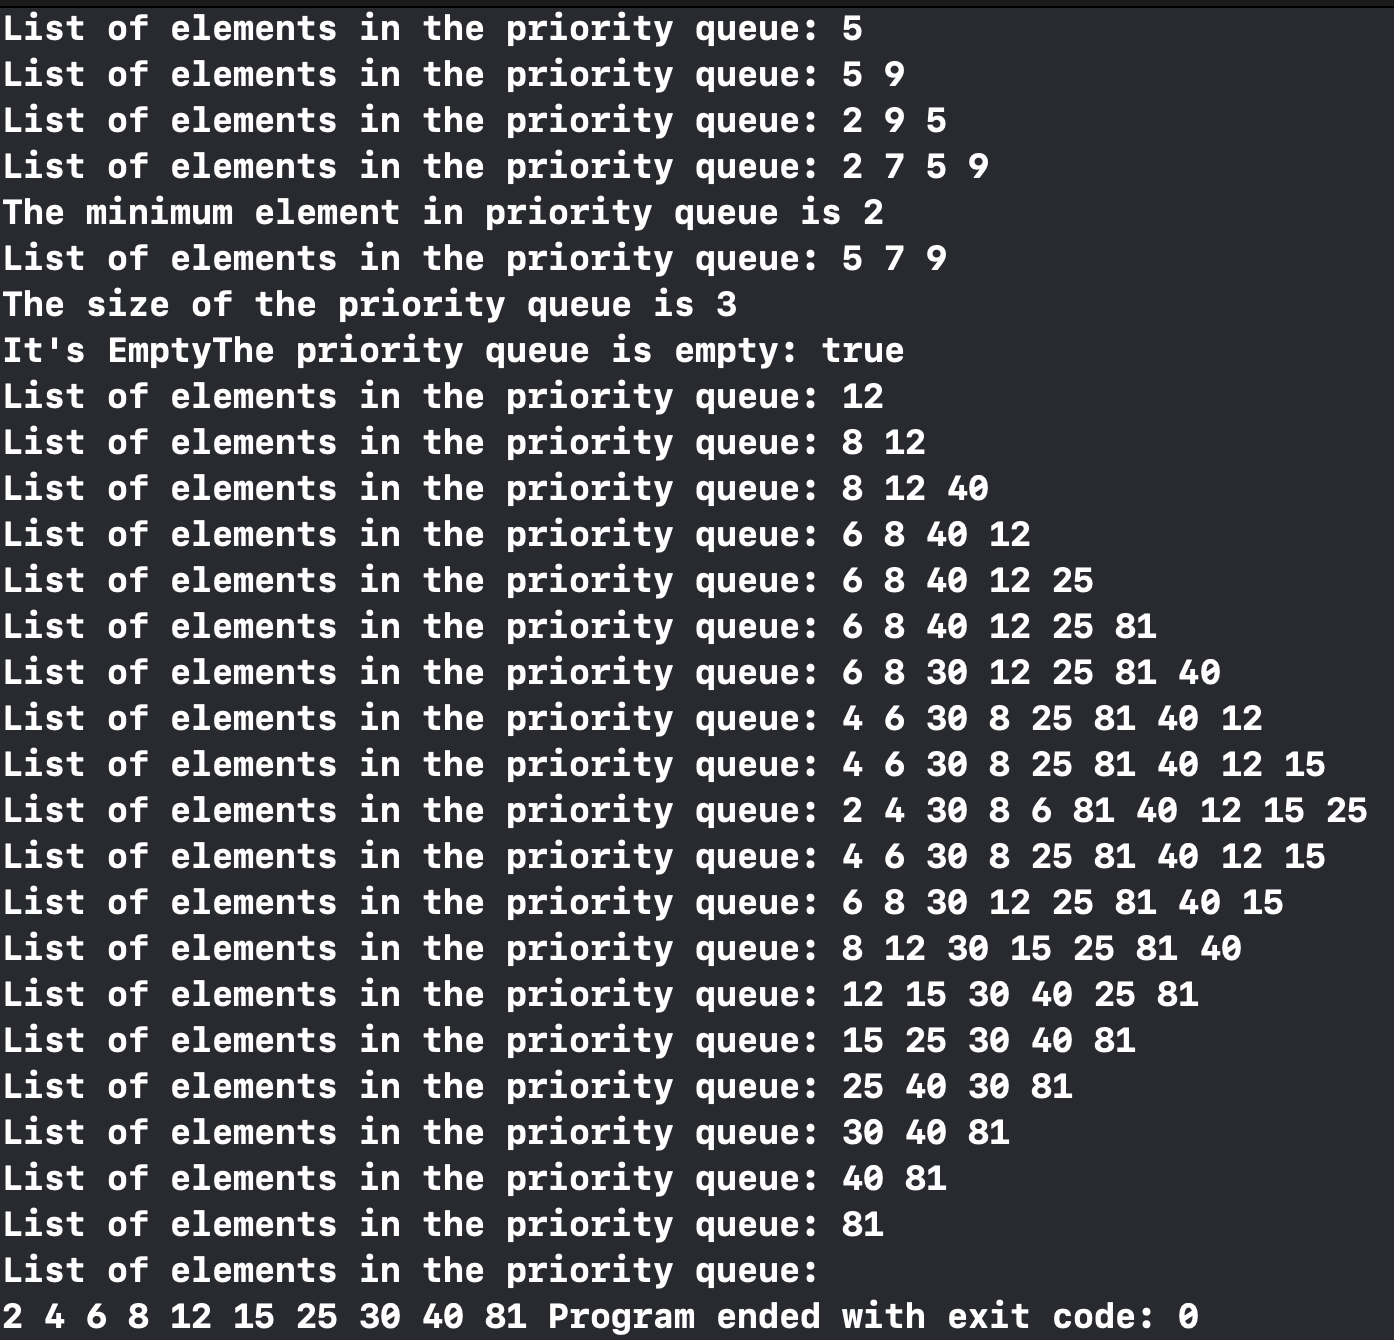 List of elements in the priority queue: 5
List of elements in the priority queue: 5 9
List of elements in the priority queue: 2 9 5
List of elements in the priority queue: 2 7 5 9
The minimum element in priority queue is 2
List of elements in the priority queue: 5 7 9
The size of the priority queue is 3
It's EmptyThe priority queue is empty: true
List of elements in the priority queue: 12
List of elements in the priority queue: 8 12
List of elements in the priority queue: 8 12 40
List of elements in the priority queue: 6 8 40 12
List of elements in the priority queue: 6 8 40 12 25
List of elements in the priority queue: 6 8 40 12 25 81
List of elements in the priority queue: 6 8 30 12 25 81 40
List of elements in the priority queue: 4 6 30 8 25 81 40 12
List of elements in the priority queue: 4 6 30 8 25 81 40 12 15
List of elements in the priority queue: 2 4 30 8 6 81 40 12 15 25
List of elements in the priority queue: 4 6 30 8 25 81 40 12 15
List of elements in the priority queue: 6 8 30 12 25 81 40 15
List of elements in the priority queue: 8 12 30 15 25 81 40
List of elements in the priority queue: 12 15 30 40 25 81
List of elements in the priority queue: 15 25 30 40 81
List of elements in the priority queue: 25 40 30 81
List of elements in the priority queue: 30 40 81
List of elements in the priority queue: 40 81
List of elements in the priority queue: 81
List of elements in the priority queue:
2 4 6 8 12 15 25 30 40 81 Program ended with exit code: 0